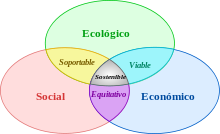 Ecológico
Soportable
Viable
Sostenible
Equitativo
Social
Económico